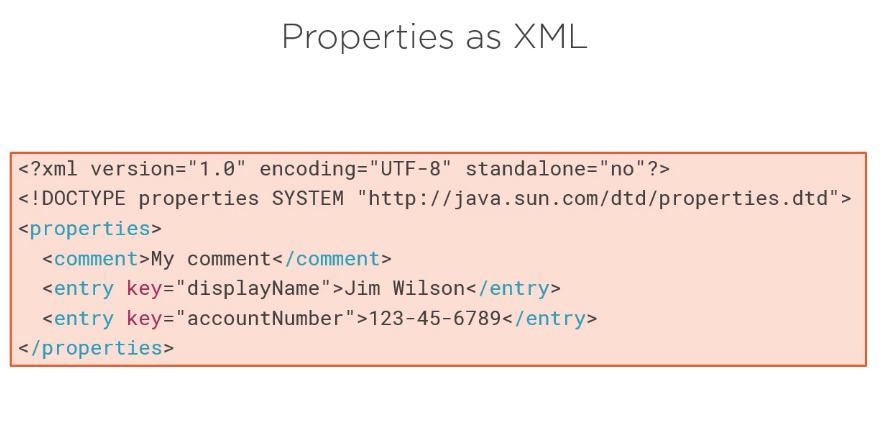 Properties as XML
<?xml version="1.0" encoding="UTF-8" standalone="no"?>
<!DOCTYPE properties SYSTEM "http://java.sun.com/dtd/properties.dtd">
<properties>
  <comment>My comment</comment>
  <entry key="displayName">Jim Wilson</entry>
  <entry key="accountNumber">123-45-6789</entry>
</properties>